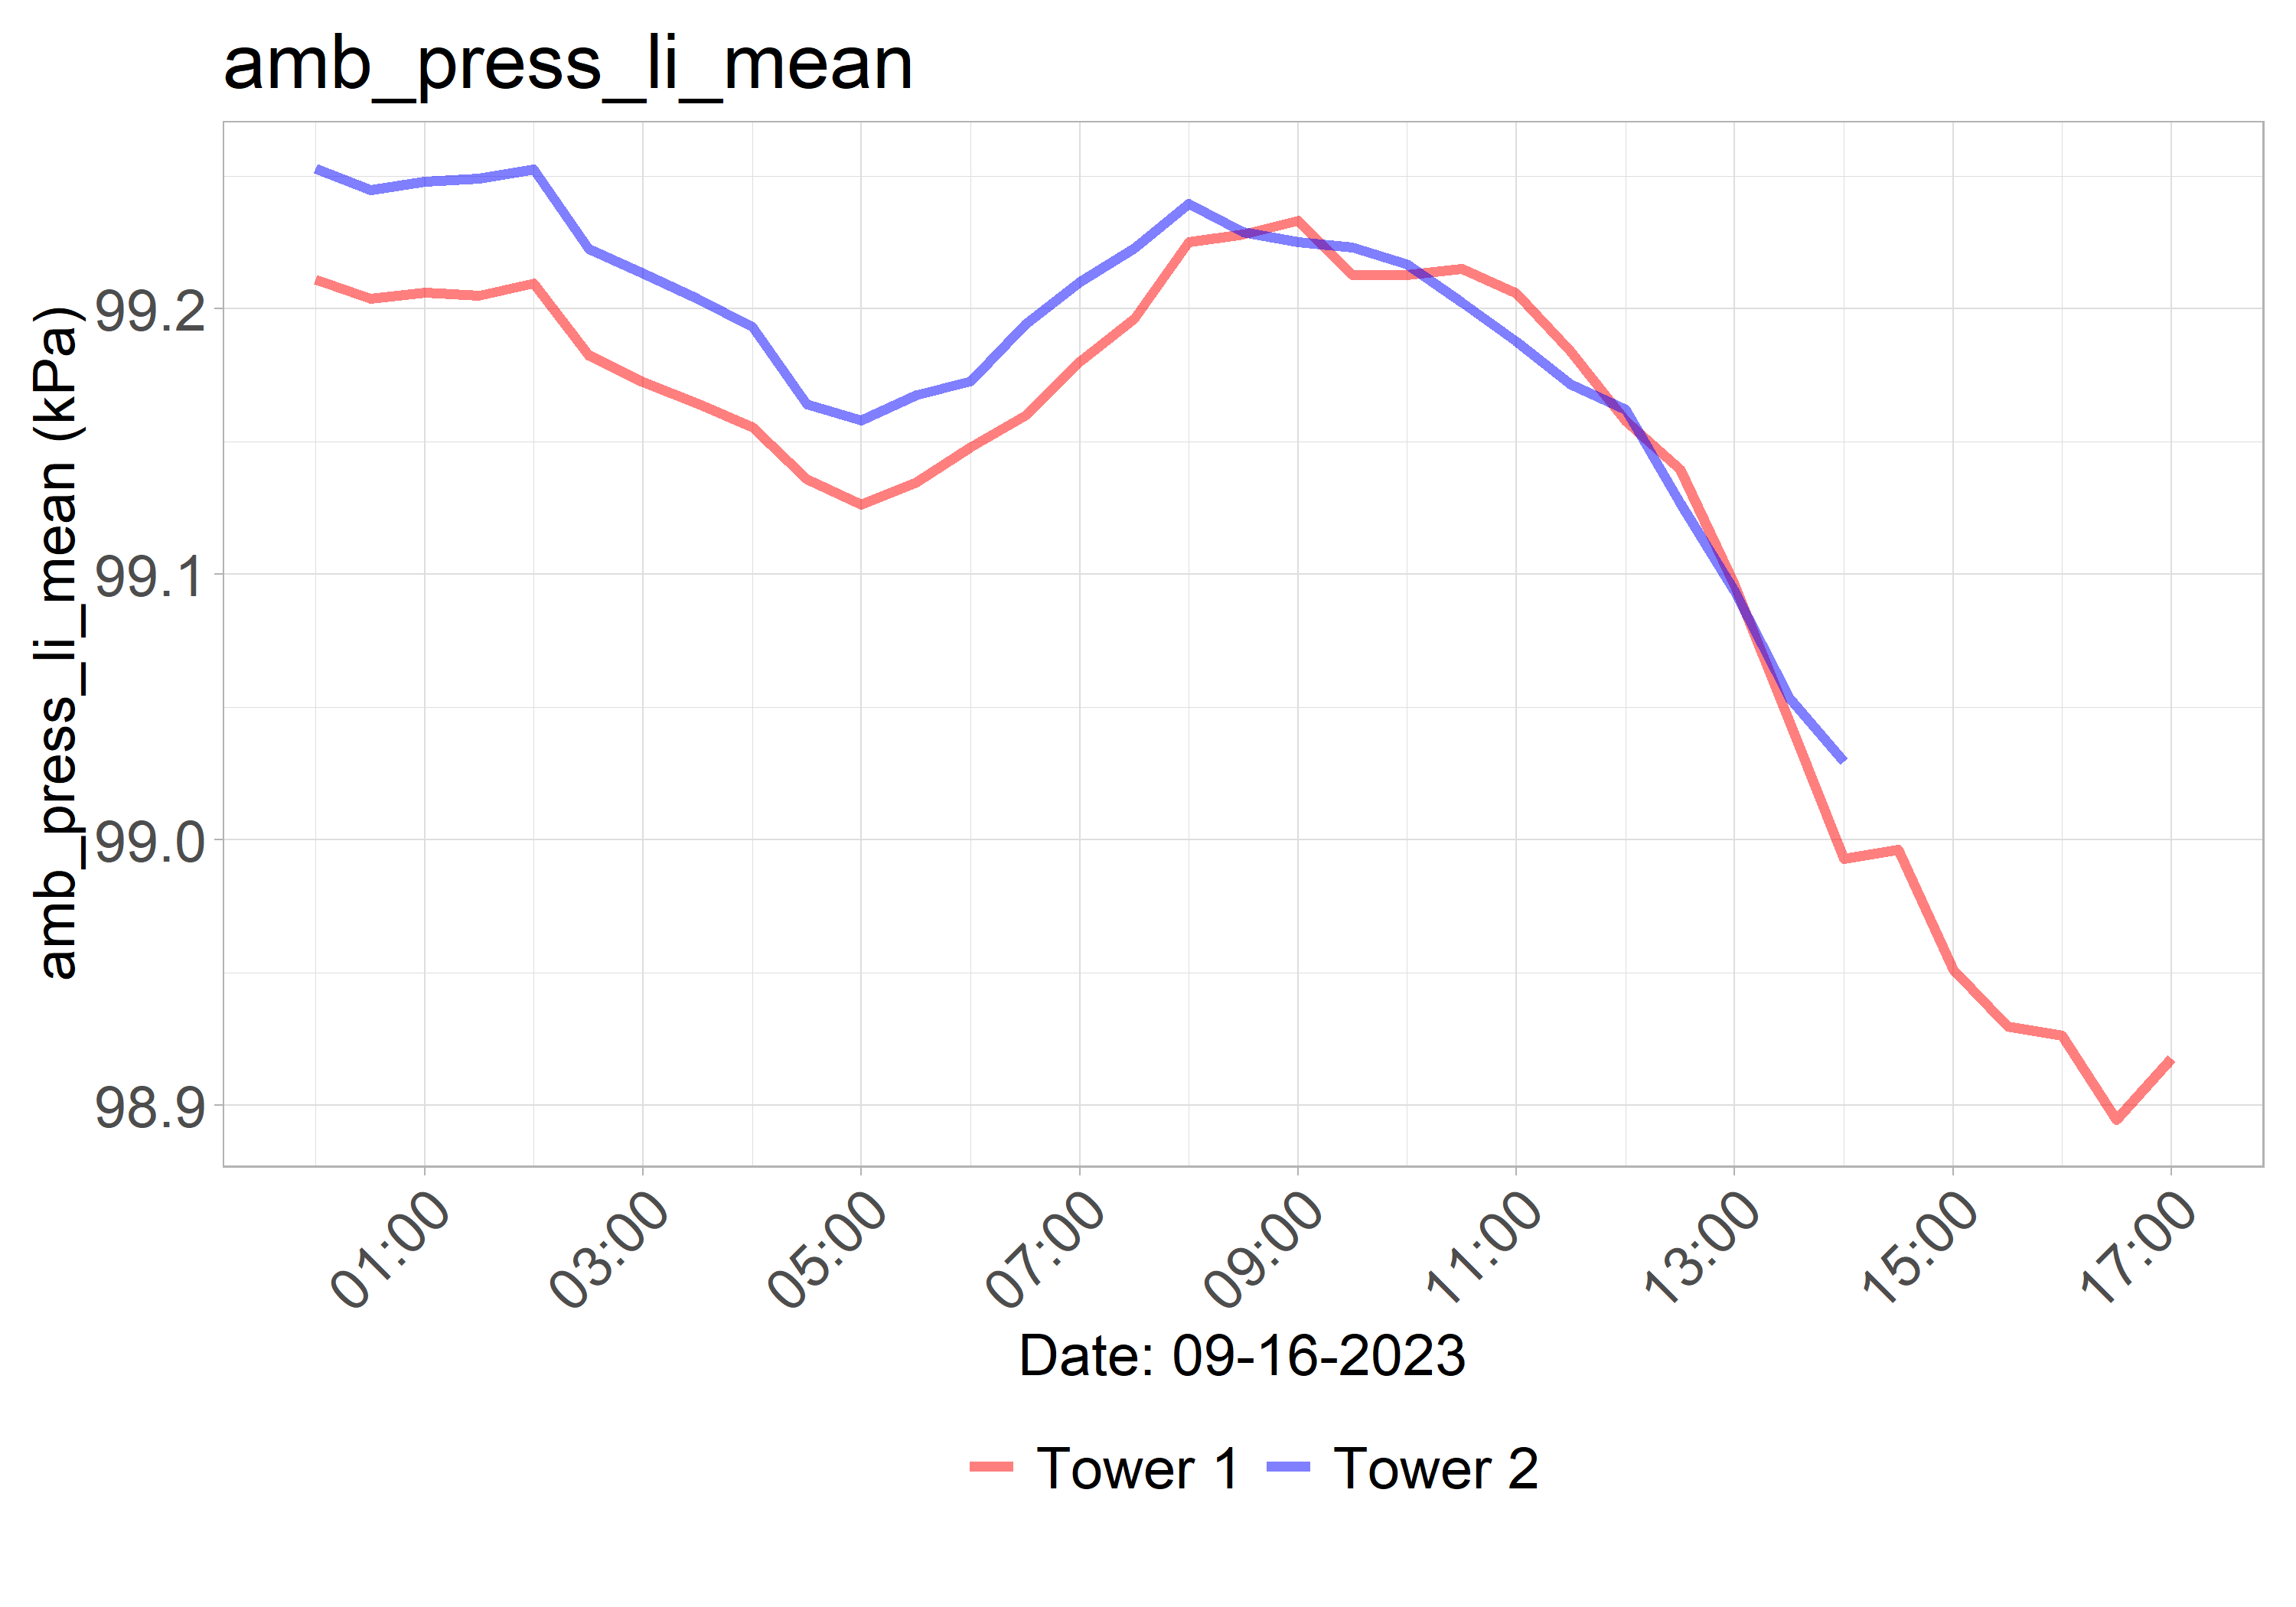 amb_press_li_mean
amb_press_li_mean (kPa)
99.2
99.1
99.0
98.9
01:00 03:00 05:00 07:00 09:00 11:00 13:00 15:00 17:00
Date: 09-16-2023
Tower 1 Tower 2